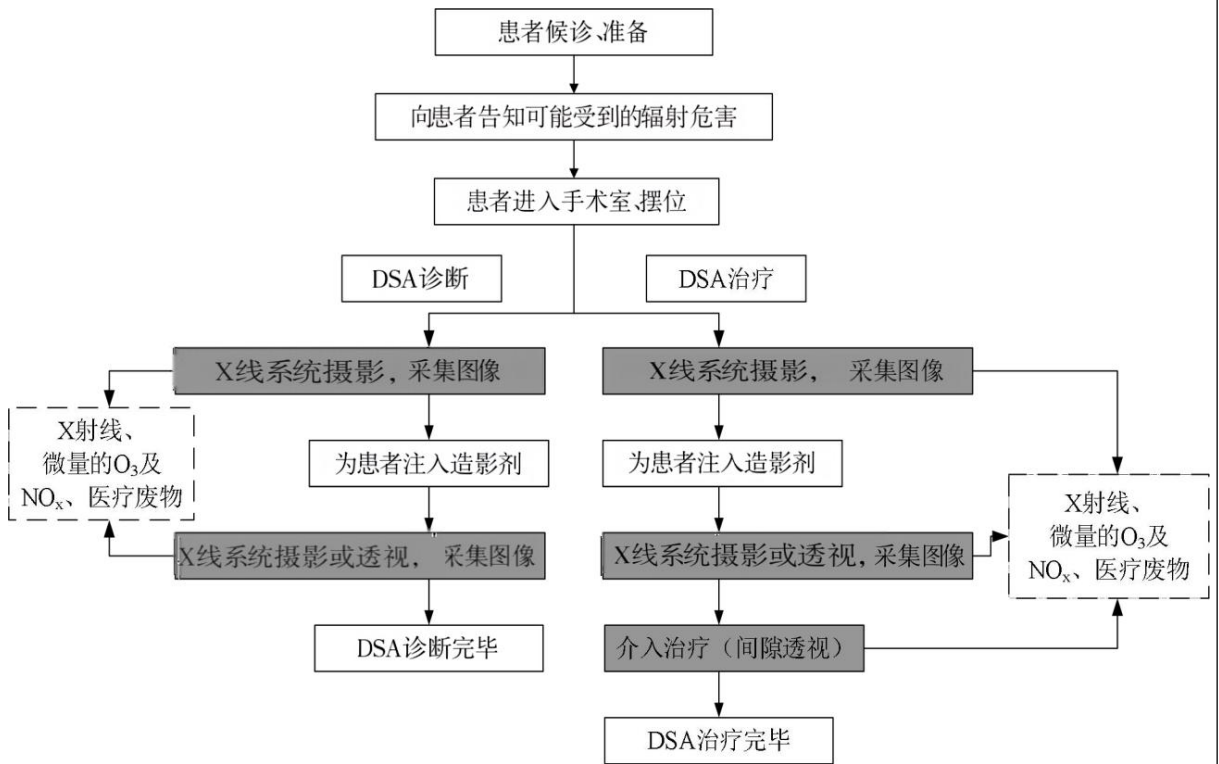 患者候诊、准备
向患者告知可能受到的辐射危害
患者进入手术室、摆位
DSA诊断
DSA治疗
X线系统摄影，采集图像
X线系统摄影， 采集图像
X射线、
微量的O₃及
NOₓ、医疗废物
为患者注入造影剂
为患者注入造影剂
X射线、
微量的O₃及
NOₓ、医疗废物
X线系统摄影或透视， 采集图像
X线系统摄影或透视，采集图像
DSA诊断完毕
介入治疗（间隙透视）
DSA治疗完毕